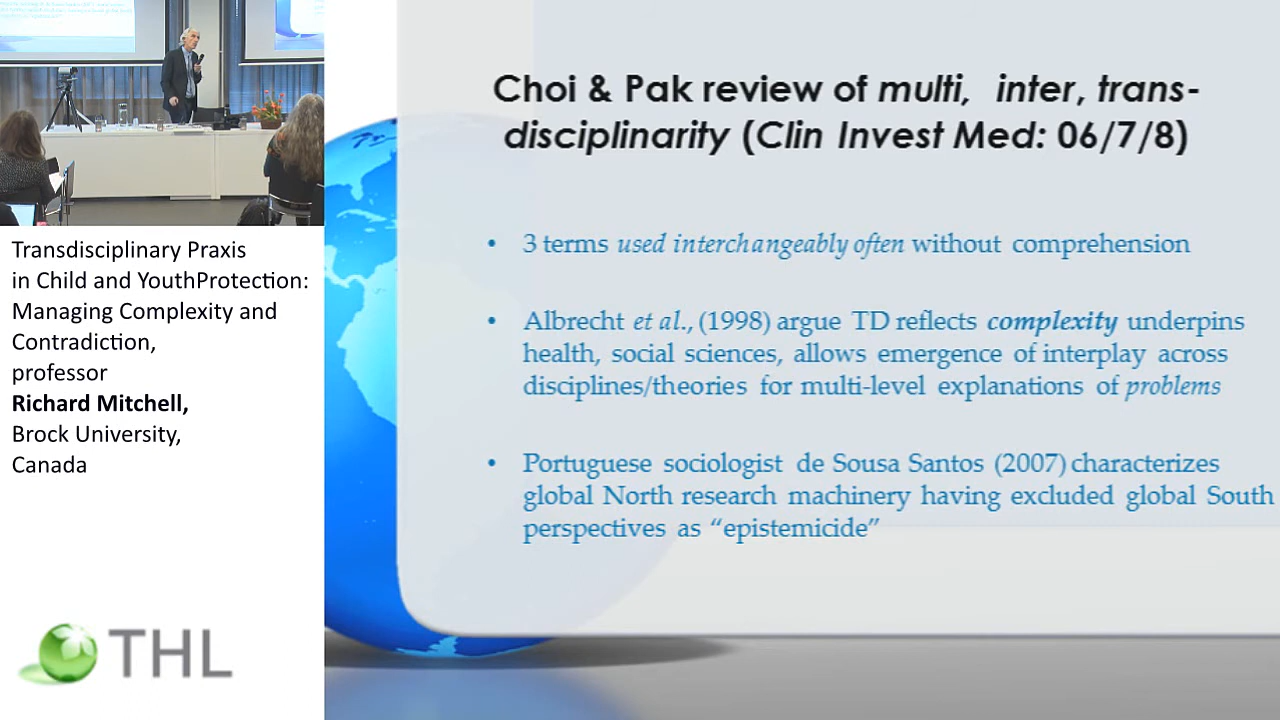 Choi & Pak review of multi, inter, trans-
disciplinarity (Clin Invest Med: 06/7/8)
• 3 terms used interchangeably often without comprehension
• Albrecht et al., (1998) argue TD reflects complexity underpins
health, social sciences, allows emergence of interplay across
disciplines/theories for multi-level explanations of problems
• Portuguese sociologist de Sousa Santos (2007) characterizes
global North research machinery having excluded global South
perspectives as “epistemicide”
Transdisciplinary Praxis
in Child and YouthProtection:
Managing Complexity and
Contradiction,
professor
Richard Mitchell,
Brock University,
Canada
THL